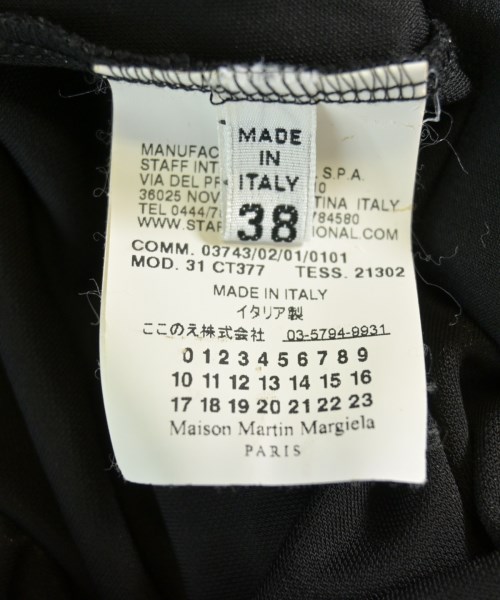 MADE
IN
ITALY
38
MANUFAC
STAFF INT S.P.A.
VIA DEL 10
36025 NOV ITALY
TEL 0444/ 784580
WWW.STAF IONAL.COM
COMM. 03743/02/01/0101
MOD. 31 CT377 TESS. 21302
MADE IN ITALY
イタリア製
ここのえ株式会社 03-5794-9931
0 1 2 3 4 5 6 7 8 9
10 11 12 13 14 15 16
17 18 19 20 21 22 23
Maison Martin Margiela
PARIS